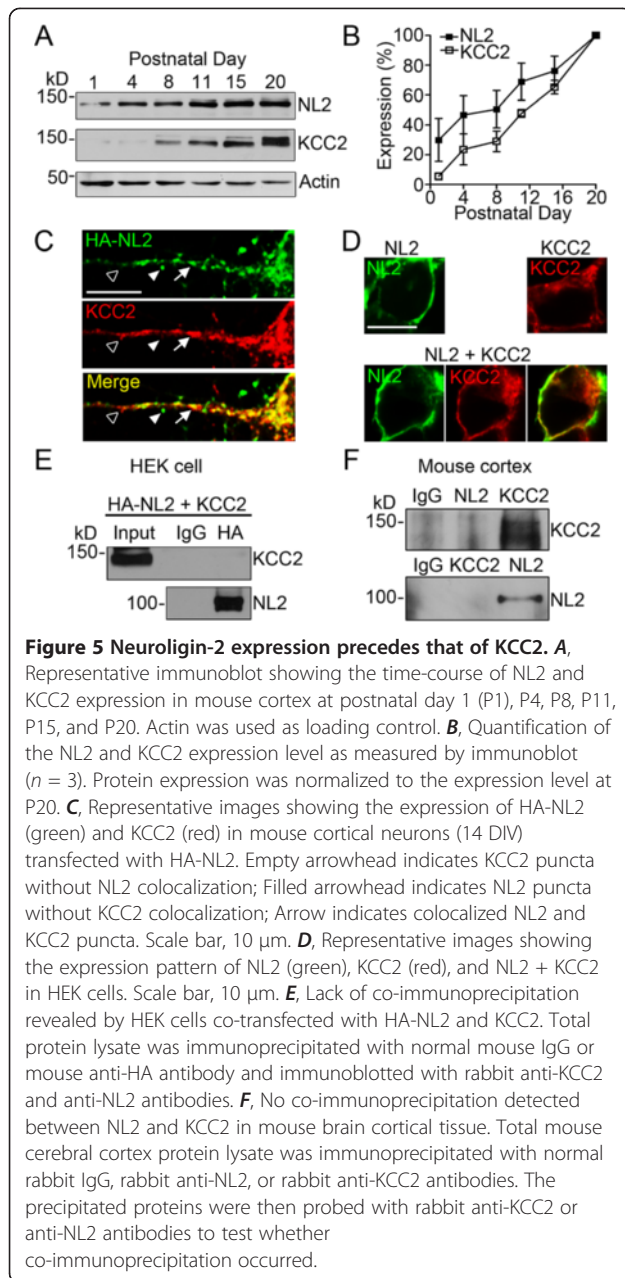 A
Postnatal Day
kD 1 4 8 11 15 20
150- NL2
150- KCC2
50- Actin
B
NL2
KCC2
Expression (%)
100
80
60
40
20
0
0 4 8 12 16 20
Postnatal Day
C
HA-NL2
KCC2
Merge
D
NL2 KCC2
NL2 KCC2
NL2 + KCC2
NL2 KCC2
E HEK cell
HA-NL2 + KCC2
kD Input IgG HA
150- KCC2
100- NL2
F Mouse cortex
kD IgG NL2 KCC2
150- KCC2
IgG KCC2 NL2
100- NL2
Figure 5 Neuroligin-2 expression precedes that of KCC2. A,
Representative immunoblot showing the time-course of NL2 and
KCC2 expression in mouse cortex at postnatal day 1 (P1), P4, P8, P11,
P15, and P20. Actin was used as loading control. B, Quantification of
the NL2 and KCC2 expression level as measured by immunoblot
(n = 3). Protein expression was normalized to the expression level at
P20. C, Representative images showing the expression of HA-NL2
(green) and KCC2 (red) in mouse cortical neurons (14 DIV)
transfected with HA-NL2. Empty arrowhead indicates KCC2 puncta
without NL2 colocalization; Filled arrowhead indicates NL2 puncta
without KCC2 colocalization; Arrow indicates colocalized NL2 and
KCC2 puncta. Scale bar, 10 μm. D, Representative images showing
the expression pattern of NL2 (green), KCC2 (red), and NL2 + KCC2
in HEK cells. Scale bar, 10 μm. E, Lack of co-immunoprecipitation
revealed by HEK cells co-transfected with HA-NL2 and KCC2. Total
protein lysate was immunoprecipitated with normal mouse IgG or
mouse anti-HA antibody and immunoblotted with rabbit anti-KCC2
and anti-NL2 antibodies. F, No co-immunoprecipitation detected
between NL2 and KCC2 in mouse brain cortical tissue. Total mouse
cerebral cortex protein lysate was immunoprecipitated with normal
rabbit IgG, rabbit anti-NL2, or rabbit anti-KCC2 antibodies. The
precipitated proteins were then probed with rabbit anti-KCC2 or
anti-NL2 antibodies to test whether
co-immunoprecipitation occurred.